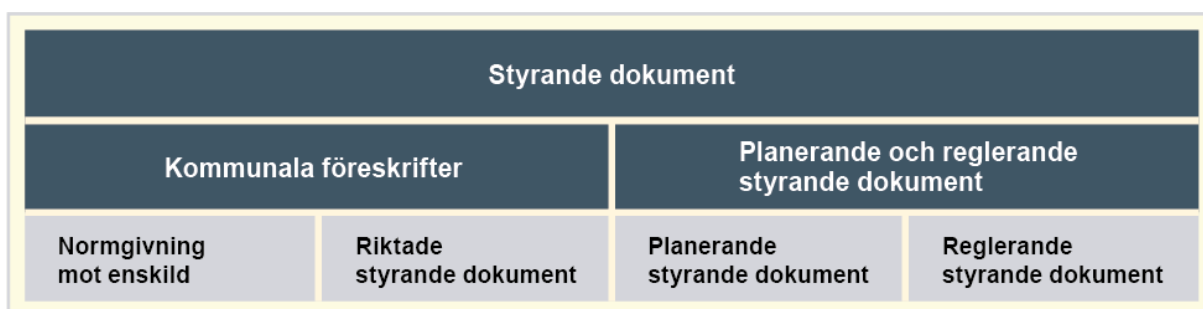 Styrande dokument
Kommunala föreskrifter
Planerande och reglerande
styrande dokument
Normgivning
mot enskild
Riktade
styrande dokument
Planerande
styrande dokument
Reglerande
styrande dokument